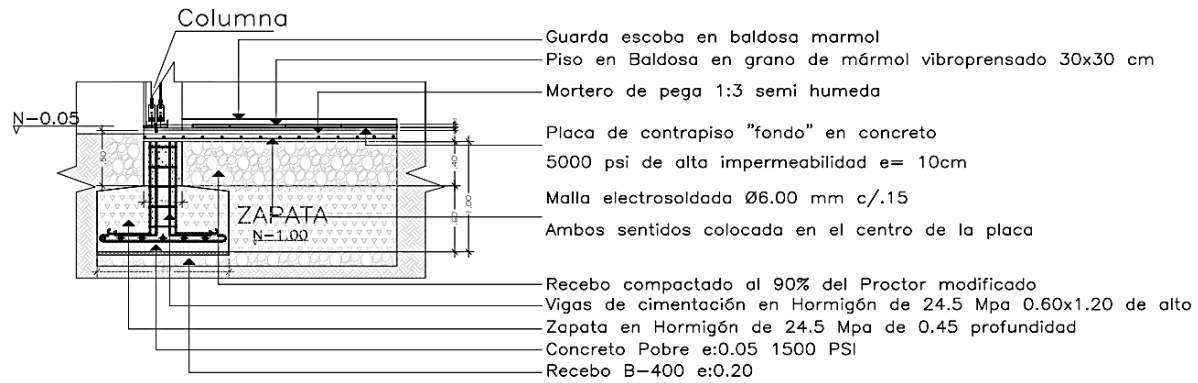 Columna
Guarda escoba en baldosa marmol
Piso en Baldosa en grano de mármol vibroprensado 30x30 cm
Mortero de pega 1:3 semi humeda
N-0.05
Placa de contrapiso "fondo" en concreto
5000 psi de alta impermeabilidad e= 10cm
.50
.40
Malla electrosoldada Ø6.00 mm c/.15
1.00
ZAPATA
.60
Ambos sentidos colocada en el centro de la placa
N-1.00
Recebo compactado al 90% del Proctor modificado
Vigas de cimentación en Hormigón de 24.5 Mpa 0.60x1.20 de alto
Zapata en Hormigón de 24.5 Mpa de 0.45 profundidad
Concreto Pobre e:0.05 1500 PSI
Recebo B-400 e:0.20